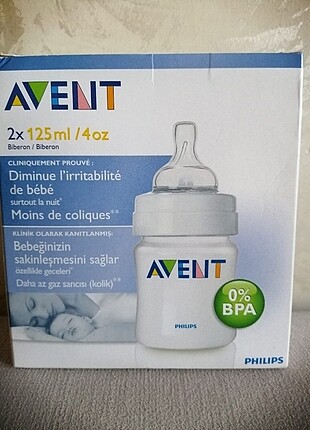 AVENT
2x 125ml /4oz
Biberon / Biberon
CLINIQUEMENT PROUVÉ :
Diminue l'irritabilité
de bébé
surtout la nuit*
Moins de coliques**
KLİNİK OLARAK KANITLANMIŞ:
Bebeğinizin
sakinleşmesini sağlar
özellikle geceleri*
Daha az gaz sancısı (kolik)**
AVENT
PHILIPS
0%
BPA
PHILIPS